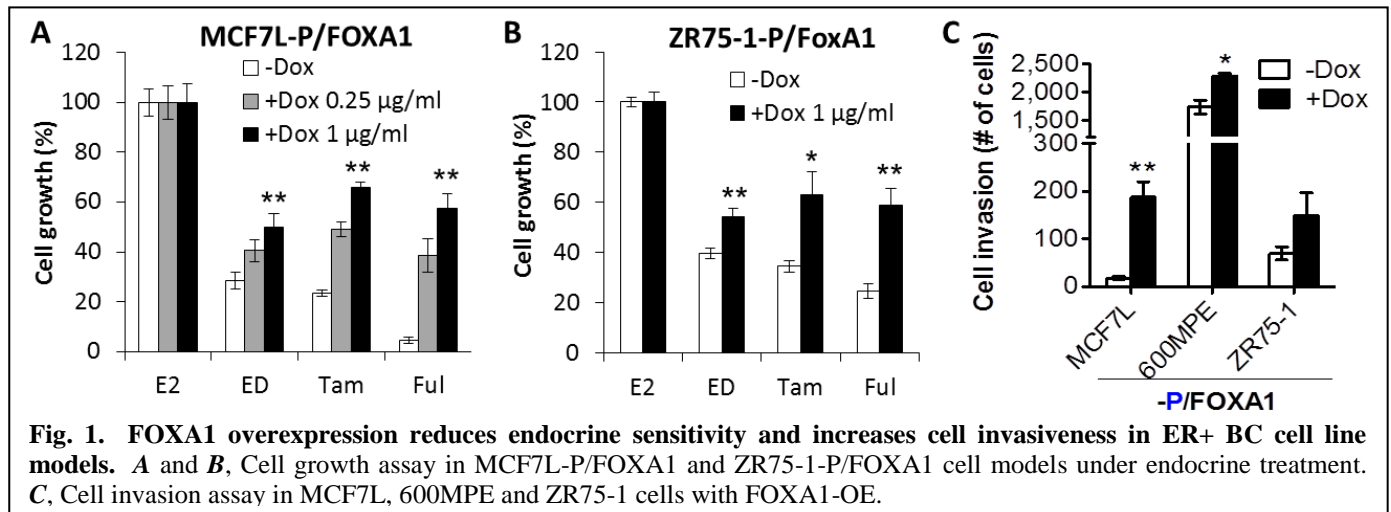 A
MCF7L-P/FOXA1
-Dox
+Dox 0.25 µg/ml
+Dox 1 µg/ml
Cell growth (%)
120
100
80
60
40
20
0
**
**
**
E2 ED Tam Ful
B
ZR75-1-P/FoxA1
-Dox
+Dox 1 µg/ml
Cell growth (%)
120
100
80
60
40
20
0
**
*
**
E2 ED Tam Ful
C
-Dox
+Dox
Cell invasion (# of cells)
2,500
2,000
1,500
300
200
100
0
**
*
MCF7L
600MPE
ZR75-1
-P/FOXA1
Fig. 1. FOXA1 overexpression reduces endocrine sensitivity and increases cell invasiveness in ER+ BC cell line
models. A and B, Cell growth assay in MCF7L-P/FOXA1 and ZR75-1-P/FOXA1 cell models under endocrine treatment.
C, Cell invasion assay in MCF7L, 600MPE and ZR75-1 cells with FOXA1-OE.